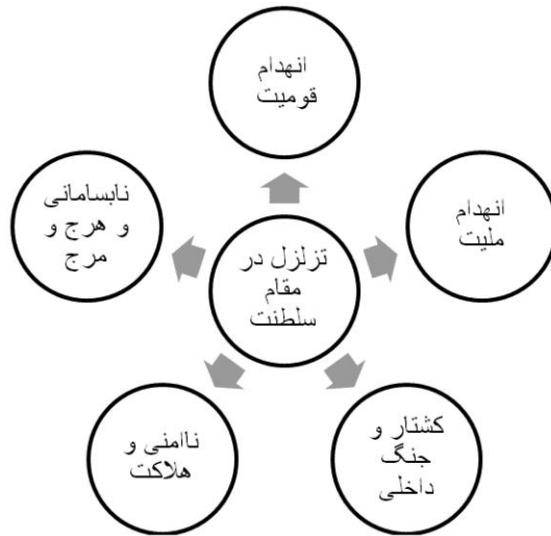 انهدام
قومیت
انهدام
ملیت
نابسامانی
و هرج و
مرج
تزلزل در
مقام
سلطنت
کشتار و
جنگ
داخلی
ناامنی و
هلاکت